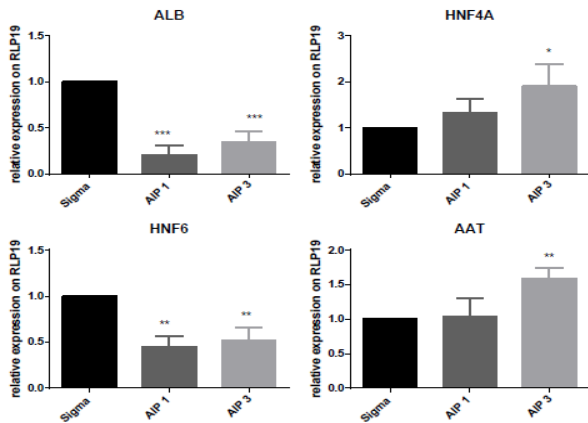 ALB
relative expression on RLP19
1.5
1.0
0.5
0.0
***
***
Sigma
AIP 1
AIP 3
HNF4A
relative expression on RLP19
3
2
1
0
*
Sigma
AIP 1
AIP 3
HNF6
relative expression on RLP19
1.5
1.0
0.5
0.0
**
**
Sigma
AIP 1
AIP 3
AAT
relative expression on RLP19
2.0
1.5
1.0
0.5
0.0
**
Sigma
AIP 1
AIP 3